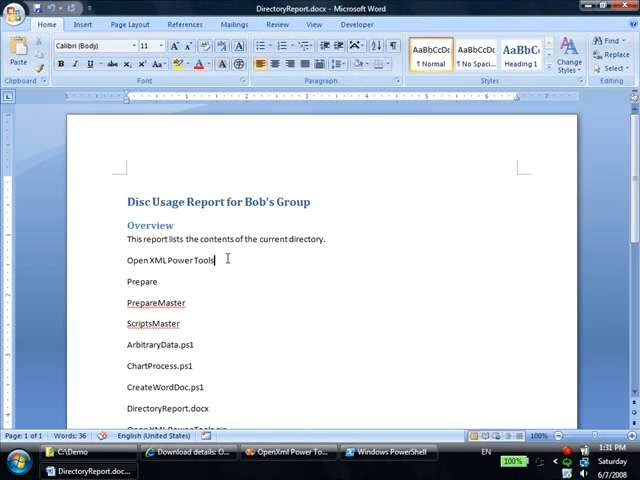 DirectoryReport.docx - Microsoft Word
Home Insert Page Layout References Mailings Review View Developer
Paste
Clipboard
Calibri (Body) 11
Font
Paragraph
AaBbCcDc AaBbCcDc AaBbCc
¶ Normal ¶ No Spaci... Heading 1
Change Styles
Styles
Find
Replace
Select
Editing
Disc Usage Report for Bob's Group
Overview
This report lists the contents of the current directory.
Open XML Power Tools
Prepare
PrepareMaster
ScriptsMaster
ArbitraryData.ps1
ChartProcess.ps1
CreateWordDoc.ps1
DirectoryReport.docx
Page: 1 of 1 Words: 36 English (United States) 100%
C:\Demo Download details: O... OpenXml Power To... Windows PowerShell EN
DirectoryReport.doc...
100%
1:31 PM
Saturday
6/7/2008